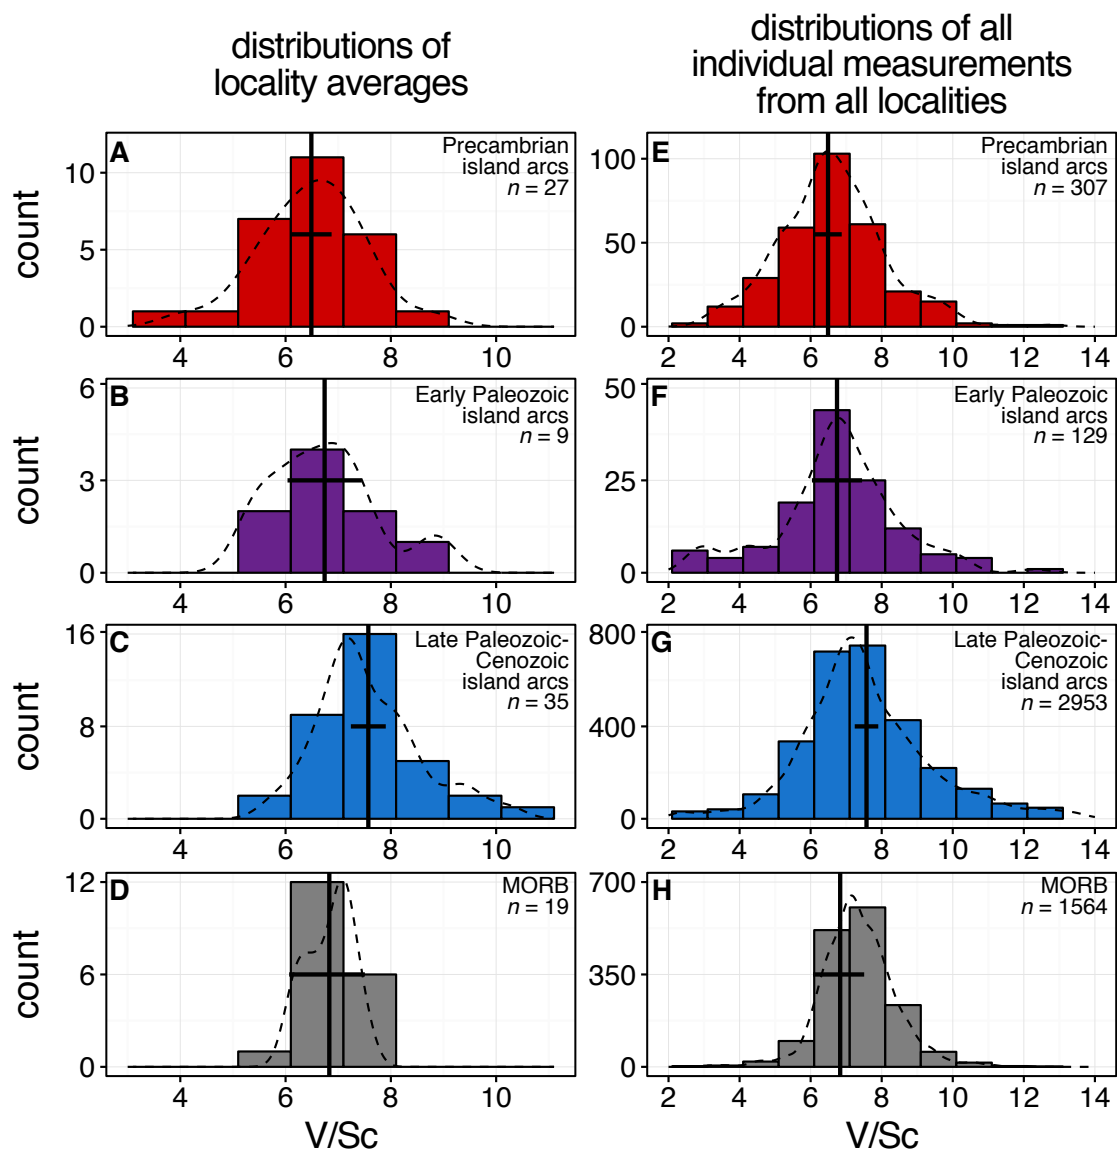 distributions of
locality averages
distributions of all
individual measurements
from all localities
A
Precambrian
island arcs
n = 27
10
5
0
count
4 6 8 10
E
Precambrian
island arcs
n = 307
100
50
0
2 4 6 8 10 12 14
B
Early Paleozoic
island arcs
n = 9
6
3
0
count
4 6 8 10
F
Early Paleozoic
island arcs
n = 129
50
25
0
2 4 6 8 10 12 14
C
Late Paleozoic-
Cenozoic
island arcs
n = 35
16
8
0
count
4 6 8 10
G
Late Paleozoic-
Cenozoic
island arcs
n = 2953
800
400
0
2 4 6 8 10 12 14
D
MORB
n = 19
12
6
0
count
4 6 8 10
V/Sc
H
MORB
n = 1564
700
350
0
2 4 6 8 10 12 14
V/Sc